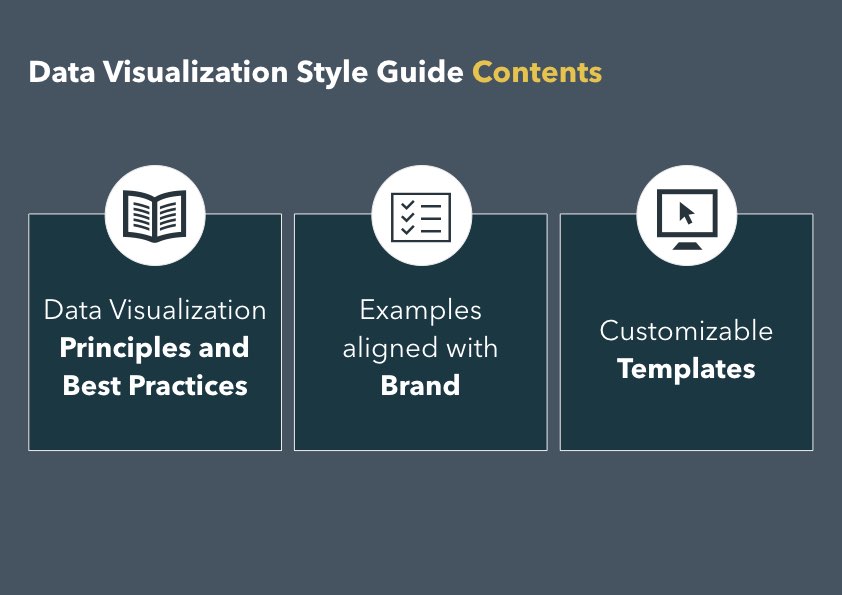 Data Visualization Style Guide Contents
Data Visualization
Principles and
Best Practices
Examples
aligned with
Brand
Customizable
Templates